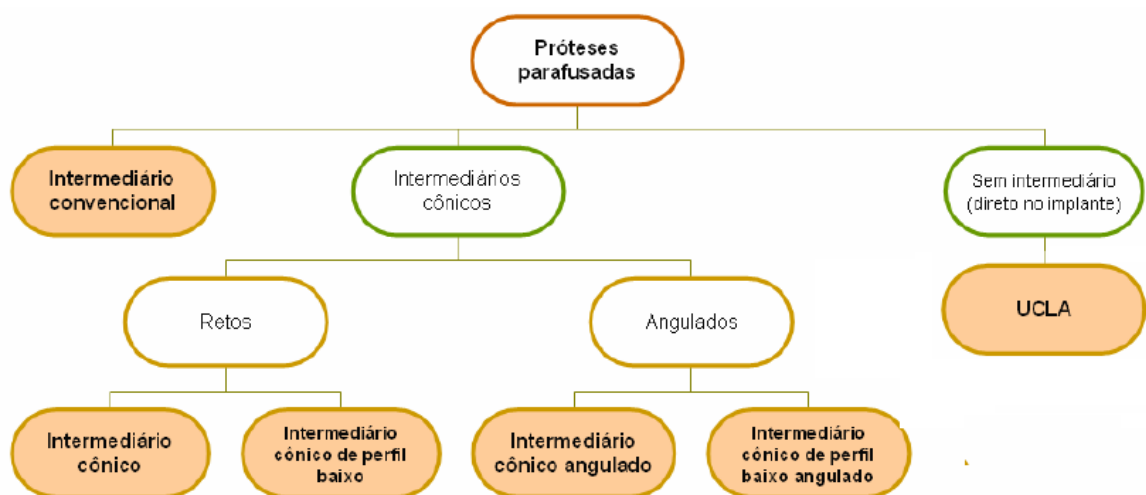 Próteses
parafusadas
Intermediário
convencional
Intermediários
cônicos
Sem intermediário
(direto no implante)
UCLA
Retos
Angulados
Intermediário
cônico
Intermediário
cônico de perfil
baixo
Intermediário
cônico angulado
Intermediário
cônico de perfil
baixo angulado